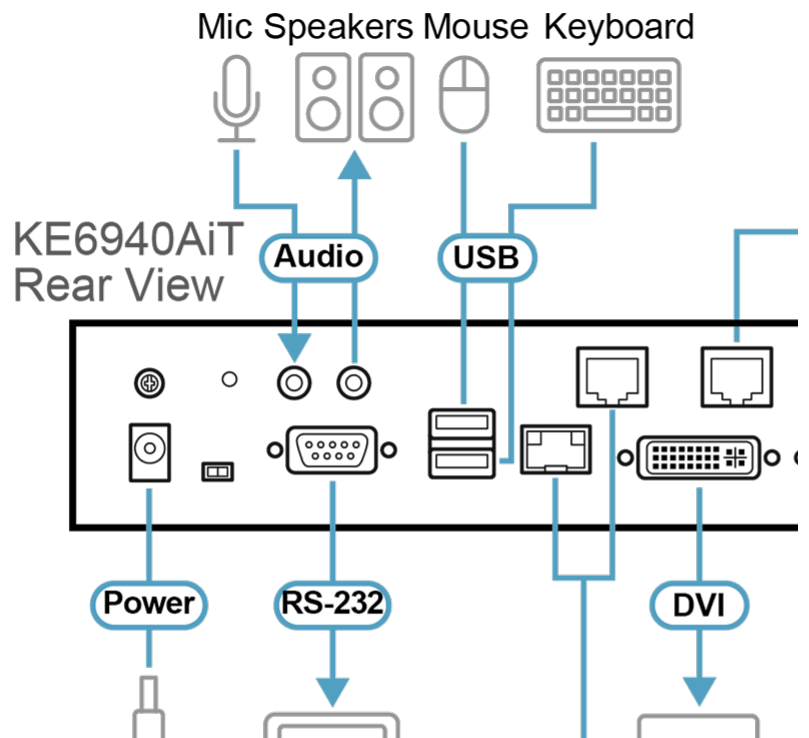 Mic Speakers Mouse Keyboard
KE6940AiT
Rear View
Audio
USB
Power
RS-232
DVI